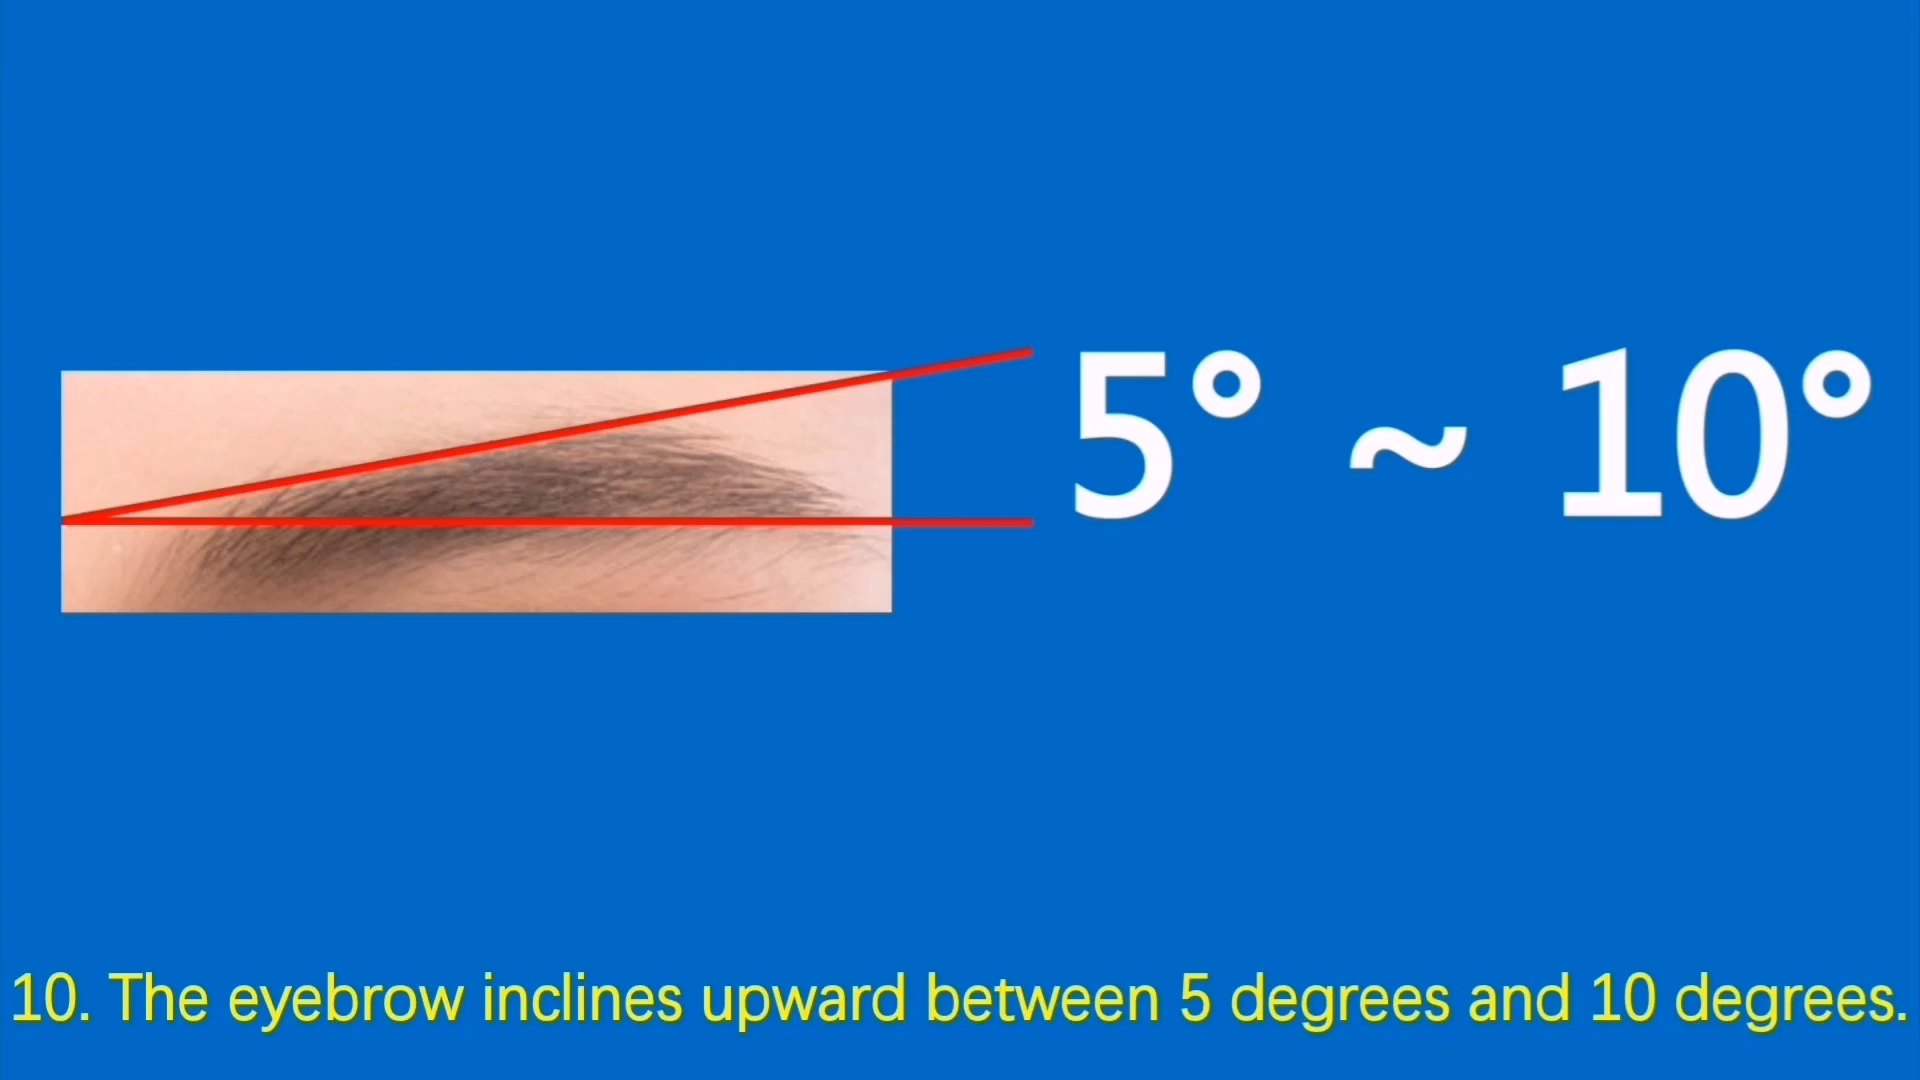 5° ~ 10°
10. The eyebrow inclines upward between 5 degrees and 10 degrees.